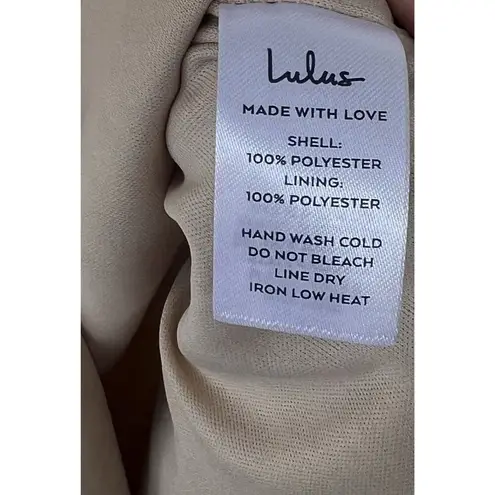 Lulus
MADE WITH LOVE
SHELL:
100% POLYESTER
LINING:
100% POLYESTER
HAND WASH COLD
DO NOT BLEACH
LINE DRY
IRON LOW HEAT